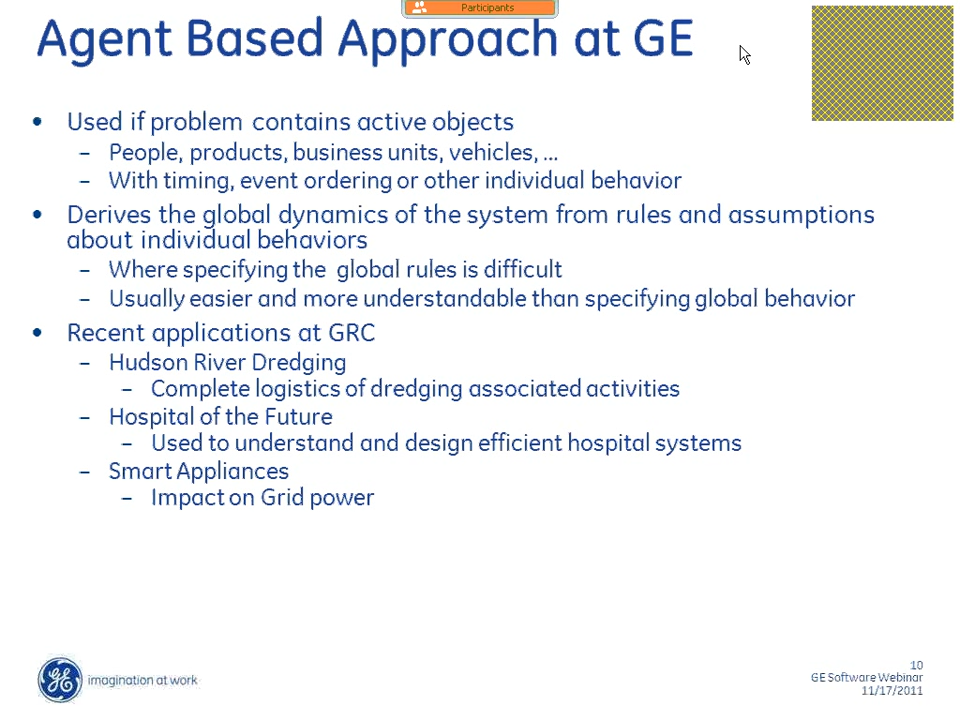 Participants
Agent Based Approach at GE
• Used if problem contains active objects
– People, products, business units, vehicles, ...
– With timing, event ordering or other individual behavior
• Derives the global dynamics of the system from rules and assumptions
about individual behaviors
– Where specifying the global rules is difficult
– Usually easier and more understandable than specifying global behavior
• Recent applications at GRC
– Hudson River Dredging
– Complete logistics of dredging associated activities
– Hospital of the Future
– Used to understand and design efficient hospital systems
– Smart Appliances
– Impact on Grid power
GE imagination at work
10
GE Software Webinar
11/17/2011